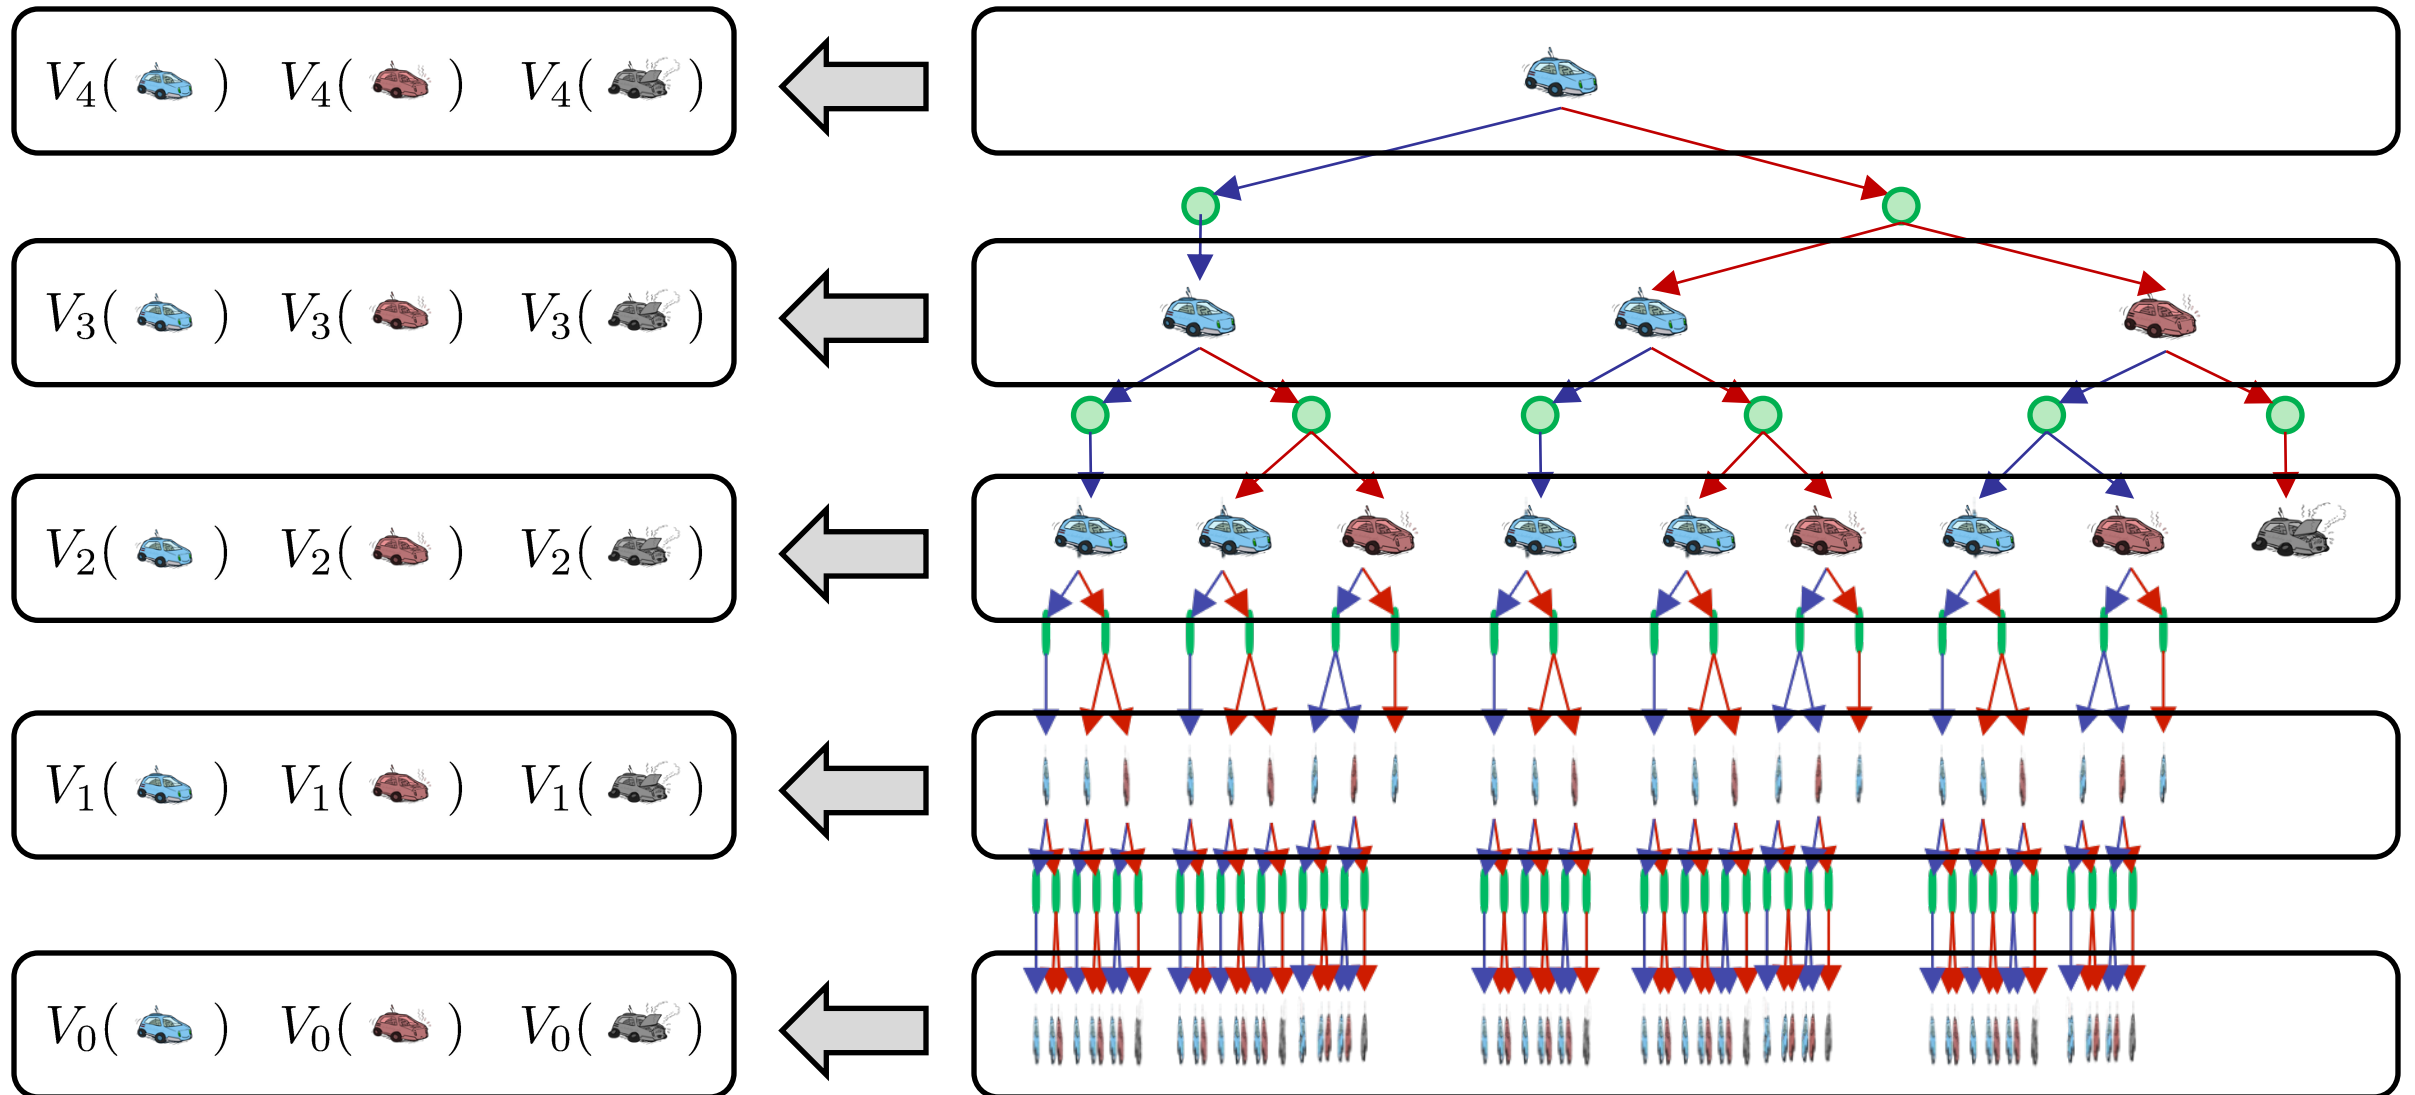 V₄( ) V₄( ) V₄( )
V₃( ) V₃( ) V₃( )
V₂( ) V₂( ) V₂( )
V₁( ) V₁( ) V₁( )
V₀( ) V₀( ) V₀( )